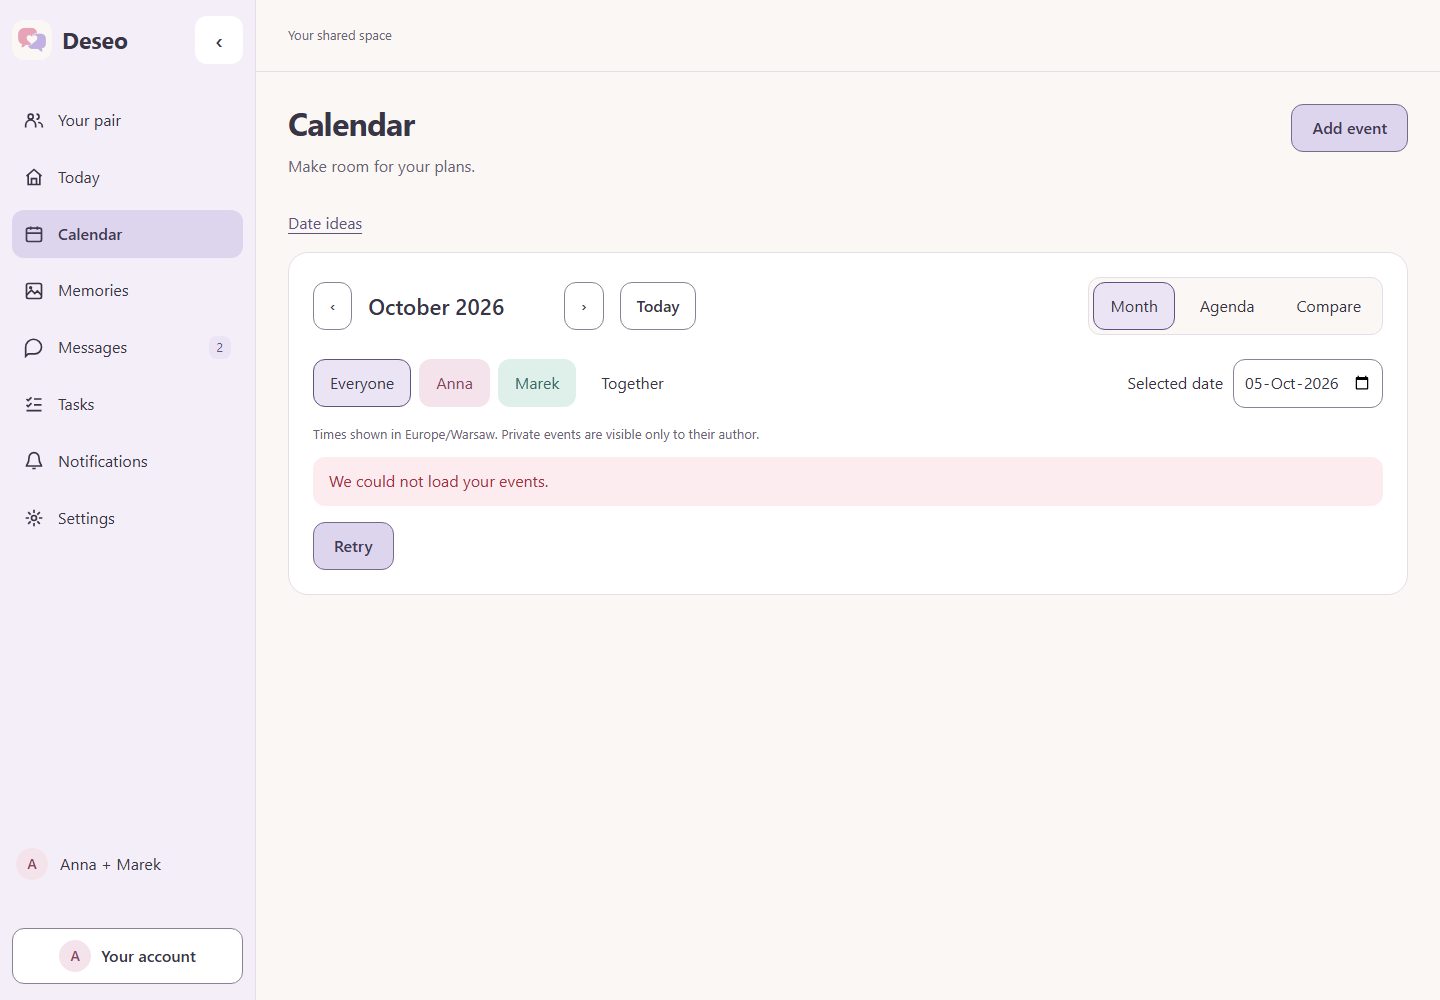 Deseo
‹
Your shared space
Your pair
Today
Calendar
Memories
Messages 2
Tasks
Notifications
Settings
A Anna + Marek
A Your account
Calendar
Make room for your plans.
Add event
Date ideas
‹ October 2026 › Today
Month Agenda Compare
Everyone Anna Marek Together
Selected date 05-Oct-2026
Times shown in Europe/Warsaw. Private events are visible only to their author.
We could not load your events.
Retry